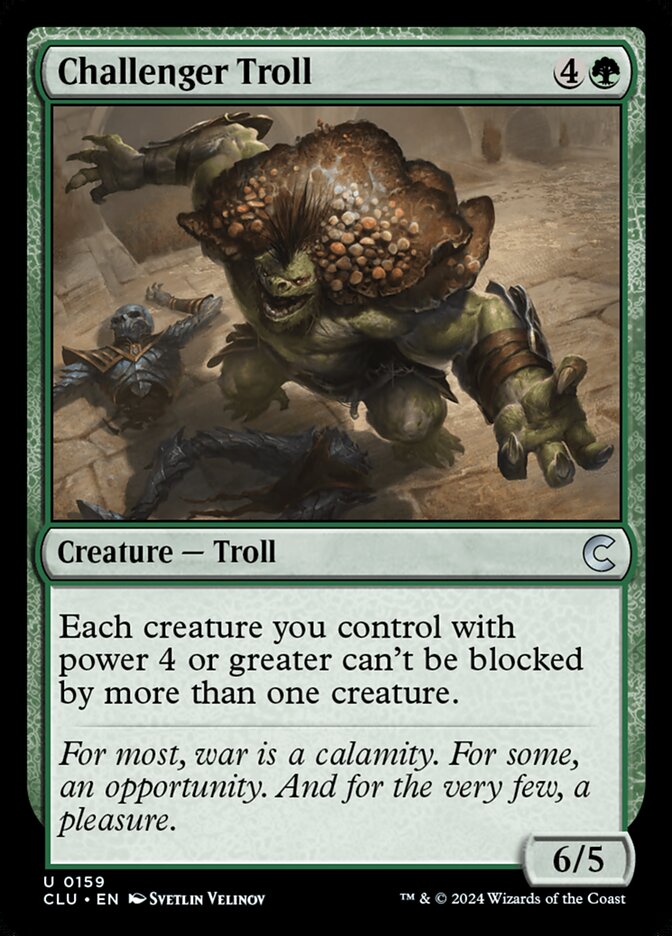 Challenger Troll 4
Creature — Troll
Each creature you control with
power 4 or greater can't be blocked
by more than one creature.
For most, war is a calamity. For some,
an opportunity. And for the very few, a
pleasure.
6/5
U 0159
CLU • EN Svetlin Velinov ™ & © 2024 Wizards of the Coast